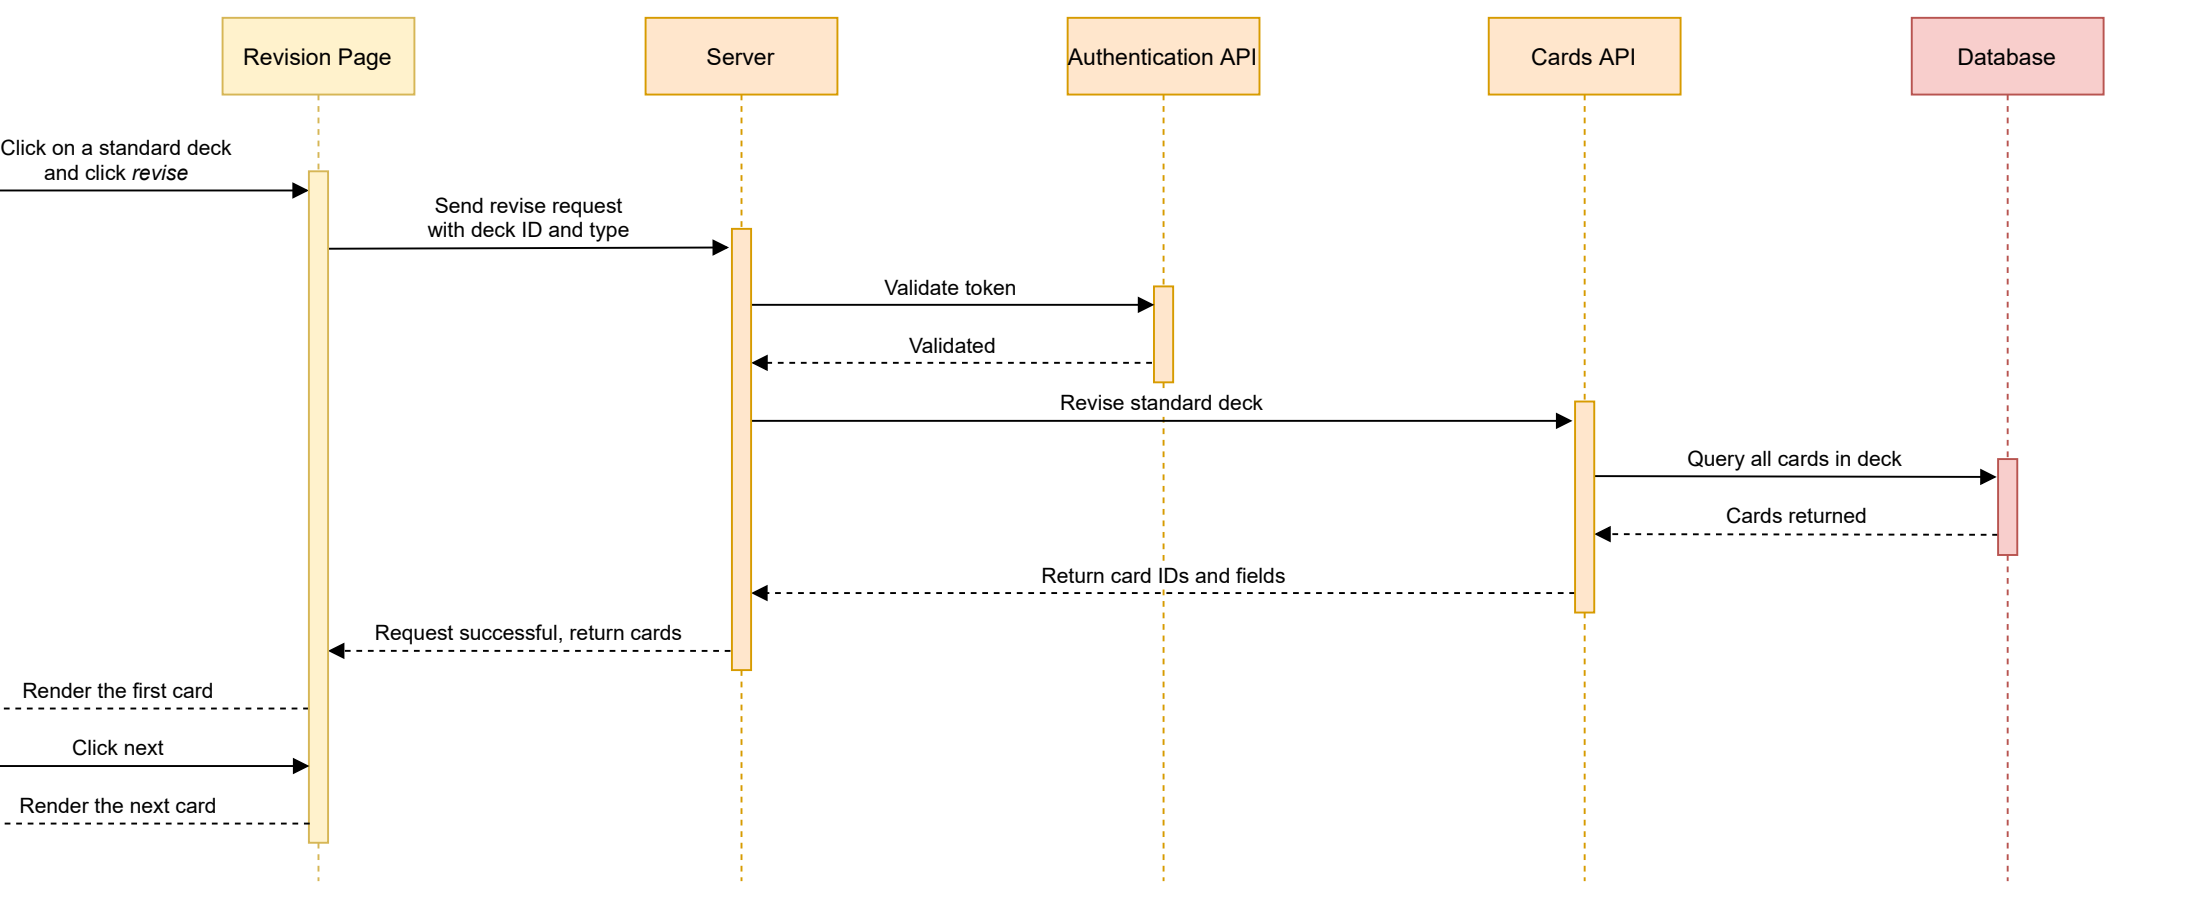 Revision Page
Server
Authentication API
Cards API
Database
Click on a standard deck
and click revise
Send revise request
with deck ID and type
Validate token
Validated
Revise standard deck
Query all cards in deck
Cards returned
Return card IDs and fields
Request successful, return cards
Render the first card
Click next
Render the next card